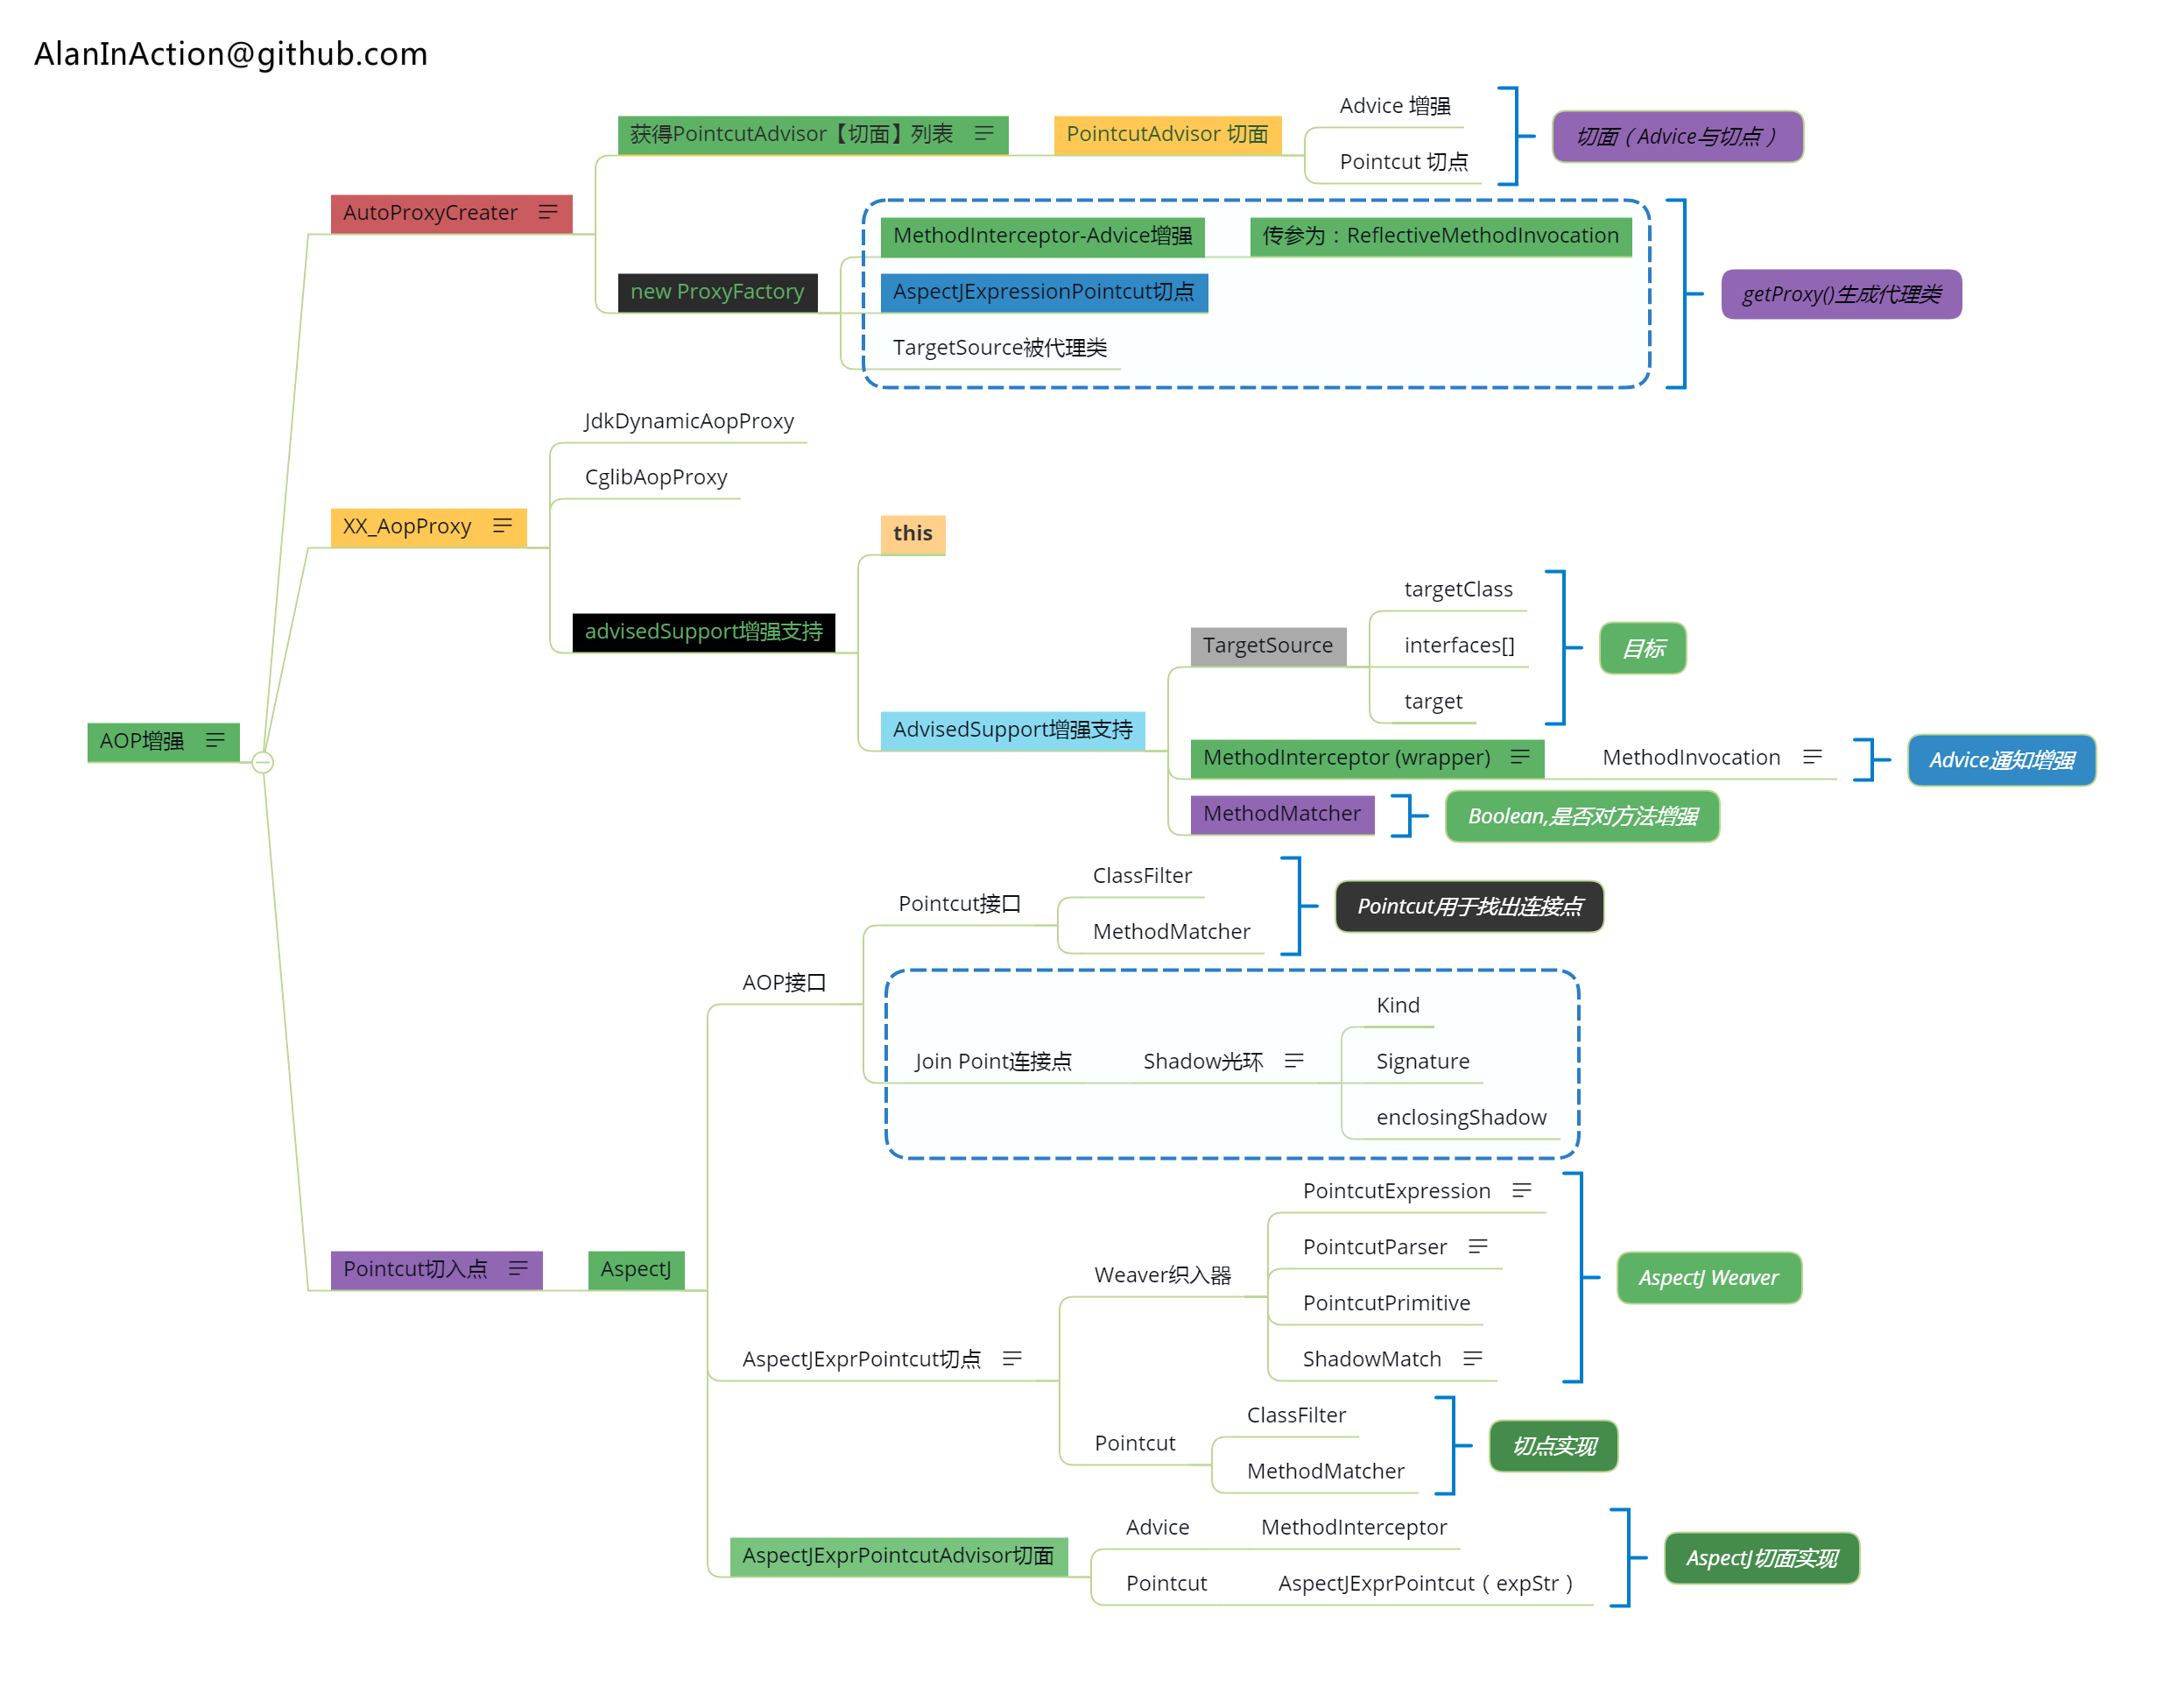 AlanInAction@github.com
AOP增强
AutoProxyCreater
获得PointcutAdvisor【切面】列表
PointcutAdvisor 切面
Advice 增强
Pointcut 切点
切面（Advice与切点）
new ProxyFactory
MethodInterceptor-Advice增强
传参为：ReflectiveMethodInvocation
AspectJExpressionPointcut切点
TargetSource被代理类
getProxy()生成代理类
XX_AopProxy
JdkDynamicAopProxy
CglibAopProxy
advisedSupport增强支持
this
AdvisedSupport增强支持
TargetSource
targetClass
interfaces[]
target
目标
MethodInterceptor (wrapper)
MethodInvocation
Advice通知增强
MethodMatcher
Boolean,是否对方法增强
Pointcut切入点
AspectJ
AOP接口
Pointcut接口
ClassFilter
MethodMatcher
Pointcut用于找出连接点
Join Point连接点
Shadow光环
Kind
Signature
enclosingShadow
AspectJExprPointcut切点
Weaver织入器
PointcutExpression
PointcutParser
PointcutPrimitive
ShadowMatch
AspectJ Weaver
Pointcut
ClassFilter
MethodMatcher
切点实现
AspectJExprPointcutAdvisor切面
Advice
MethodInterceptor
Pointcut
AspectJExprPointcut（expStr）
AspectJ切面实现